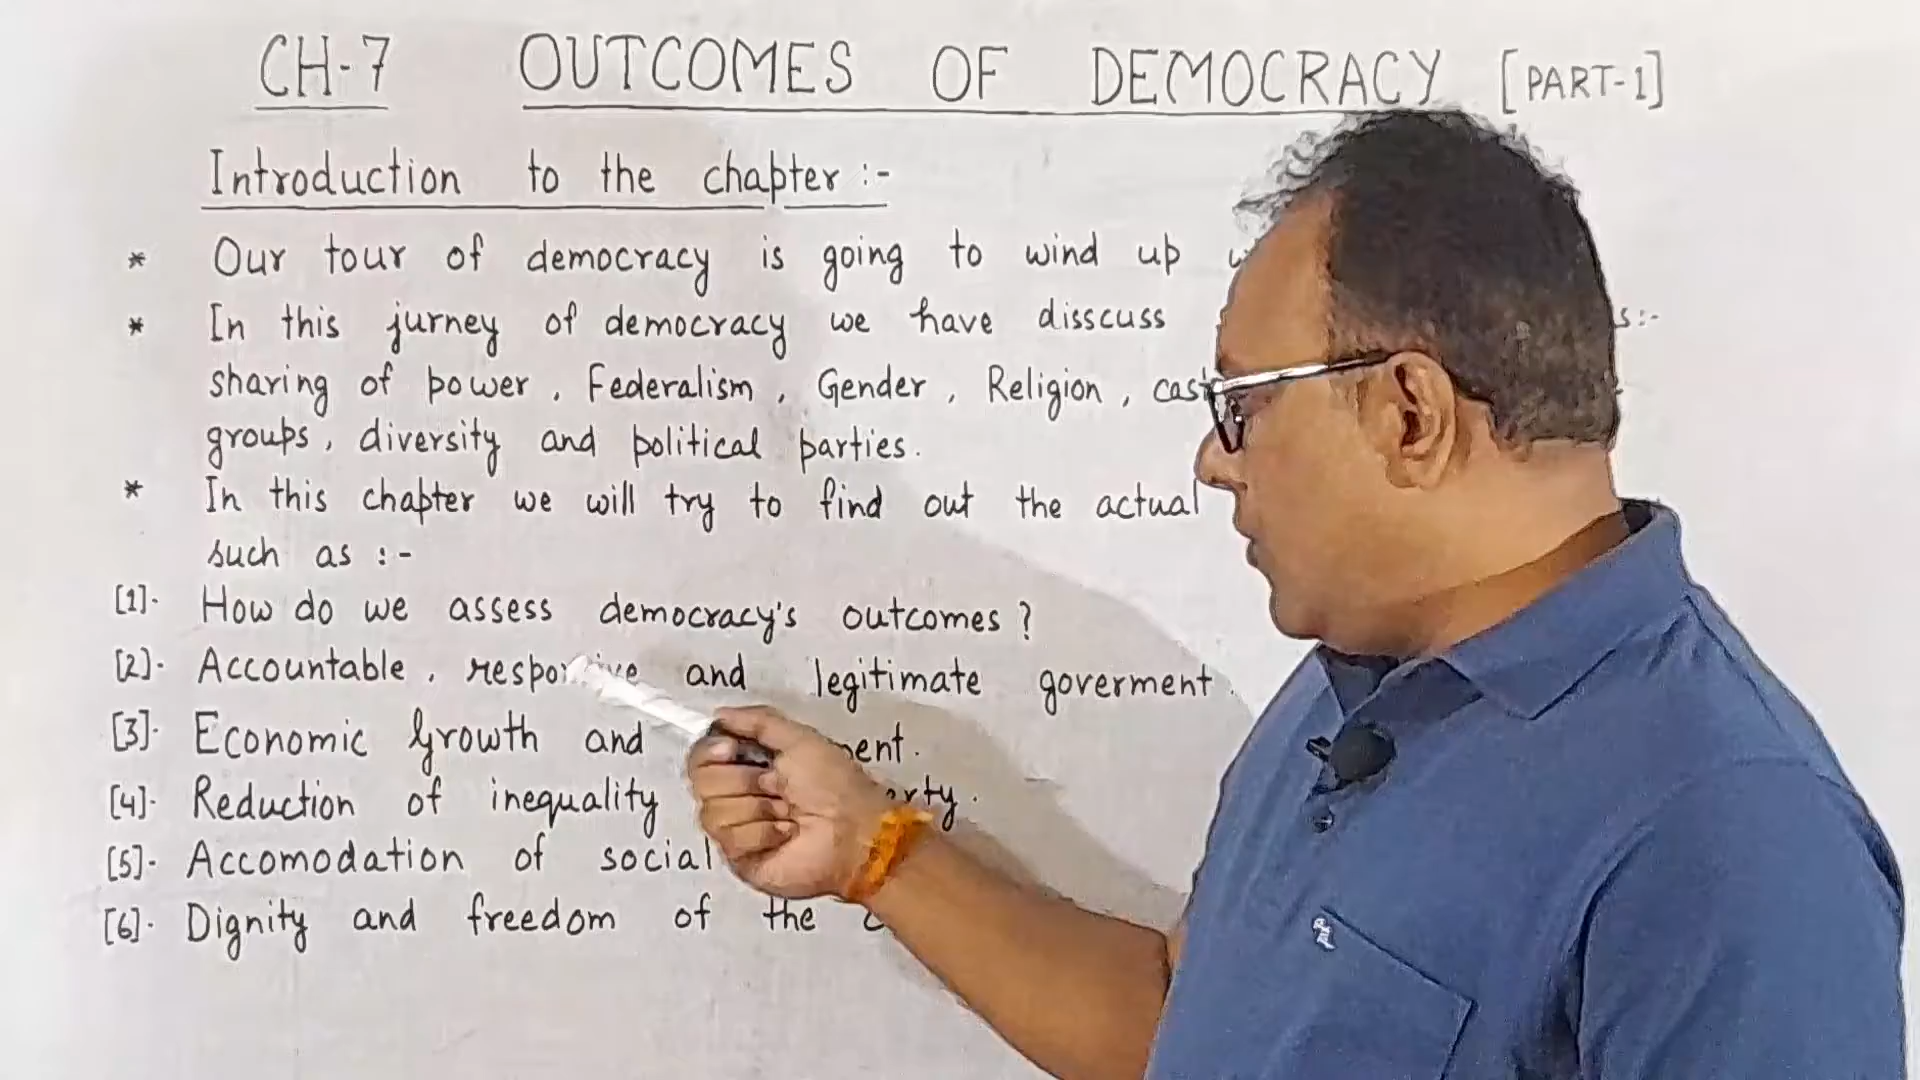 CH-7 OUTCOMES OF DEMOCRACY [PART-1]
Introduction to the chapter :-
* Our tour of democracy is going to wind up
* In this jurney of democracy we have disscuss s:-
sharing of power, Federalism, Gender, Religion,
groups, diversity and political parties.
* In this chapter we will try to find out the actual
such as :-
[1]. How do we assess democracy's outcomes ?
[2]. Accountable, and legitimate goverment.
[3]. Economic Growth and
[4]. Reduction of inequality
[5]. Accomodation of social
[6]. Dignity and freedom of the